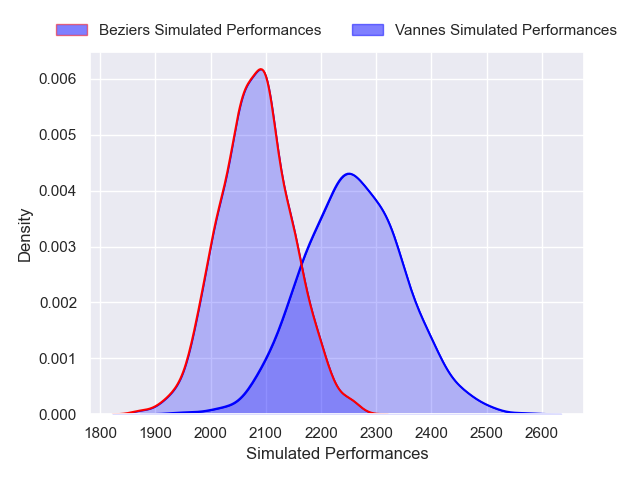 Beziers Simulated Performances Vannes Simulated Performances
0.006
0.005
0.004
0.003
0.002
0.001
0.000
Density
1800 1900 2000 2100 2200 2300 2400 2500 2600
Simulated Performances